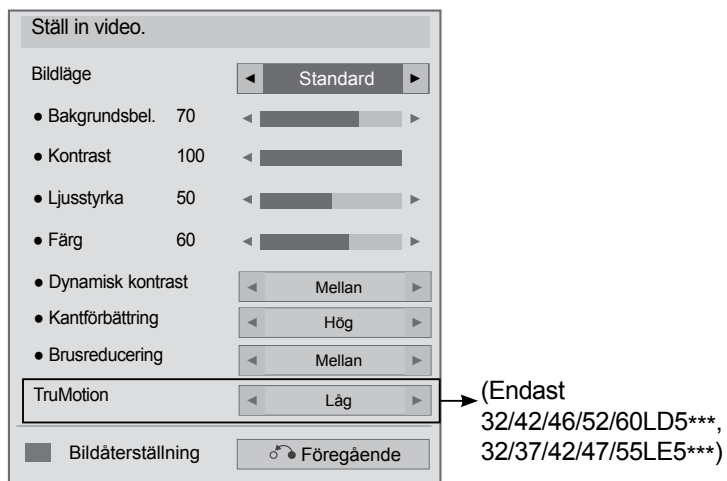 Ställ in video.
Bildläge ◄ Standard ►
● Bakgrundsbel. 70
● Kontrast 100
● Ljusstyrka 50
● Färg 60
● Dynamisk kontrast ◄ Mellan ►
● Kantförbättring ◄ Hög ►
● Brusreducering ◄ Mellan ►
TruMotion ◄ Låg ►
(Endast
32/42/46/52/60LD5***,
32/37/42/47/55LE5***)
Bildåterställning Föregående